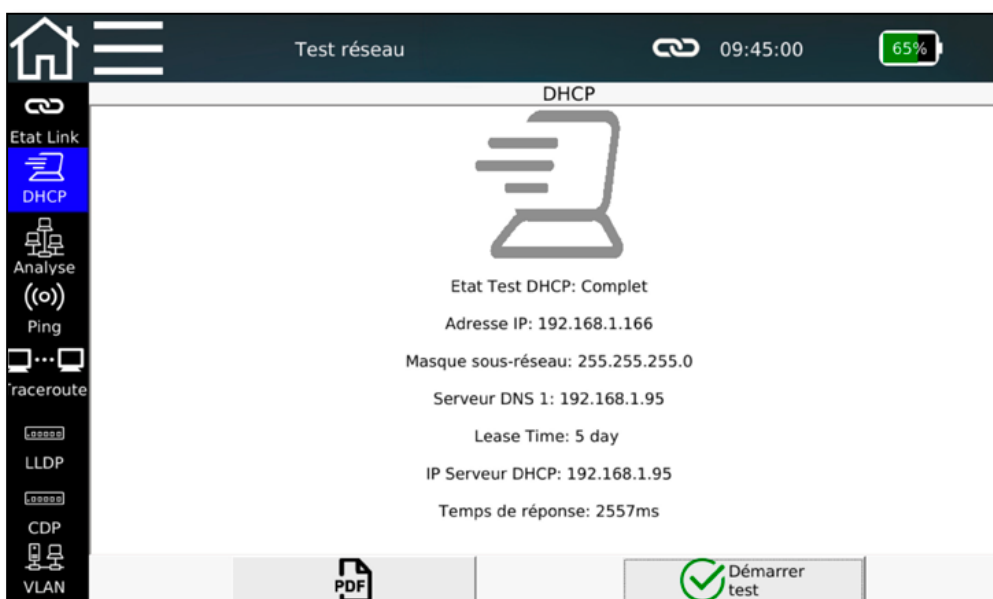 Test réseau
09:45:00
65%
DHCP
Etat Link
DHCP
Analyse
Ping
Traceroute
LLDP
CDP
VLAN
Etat Test DHCP: Complet
Adresse IP: 192.168.1.166
Masque sous-réseau: 255.255.255.0
Serveur DNS 1: 192.168.1.95
Lease Time: 5 day
IP Serveur DHCP: 192.168.1.95
Temps de réponse: 2557ms
PDF
Démarrer
test